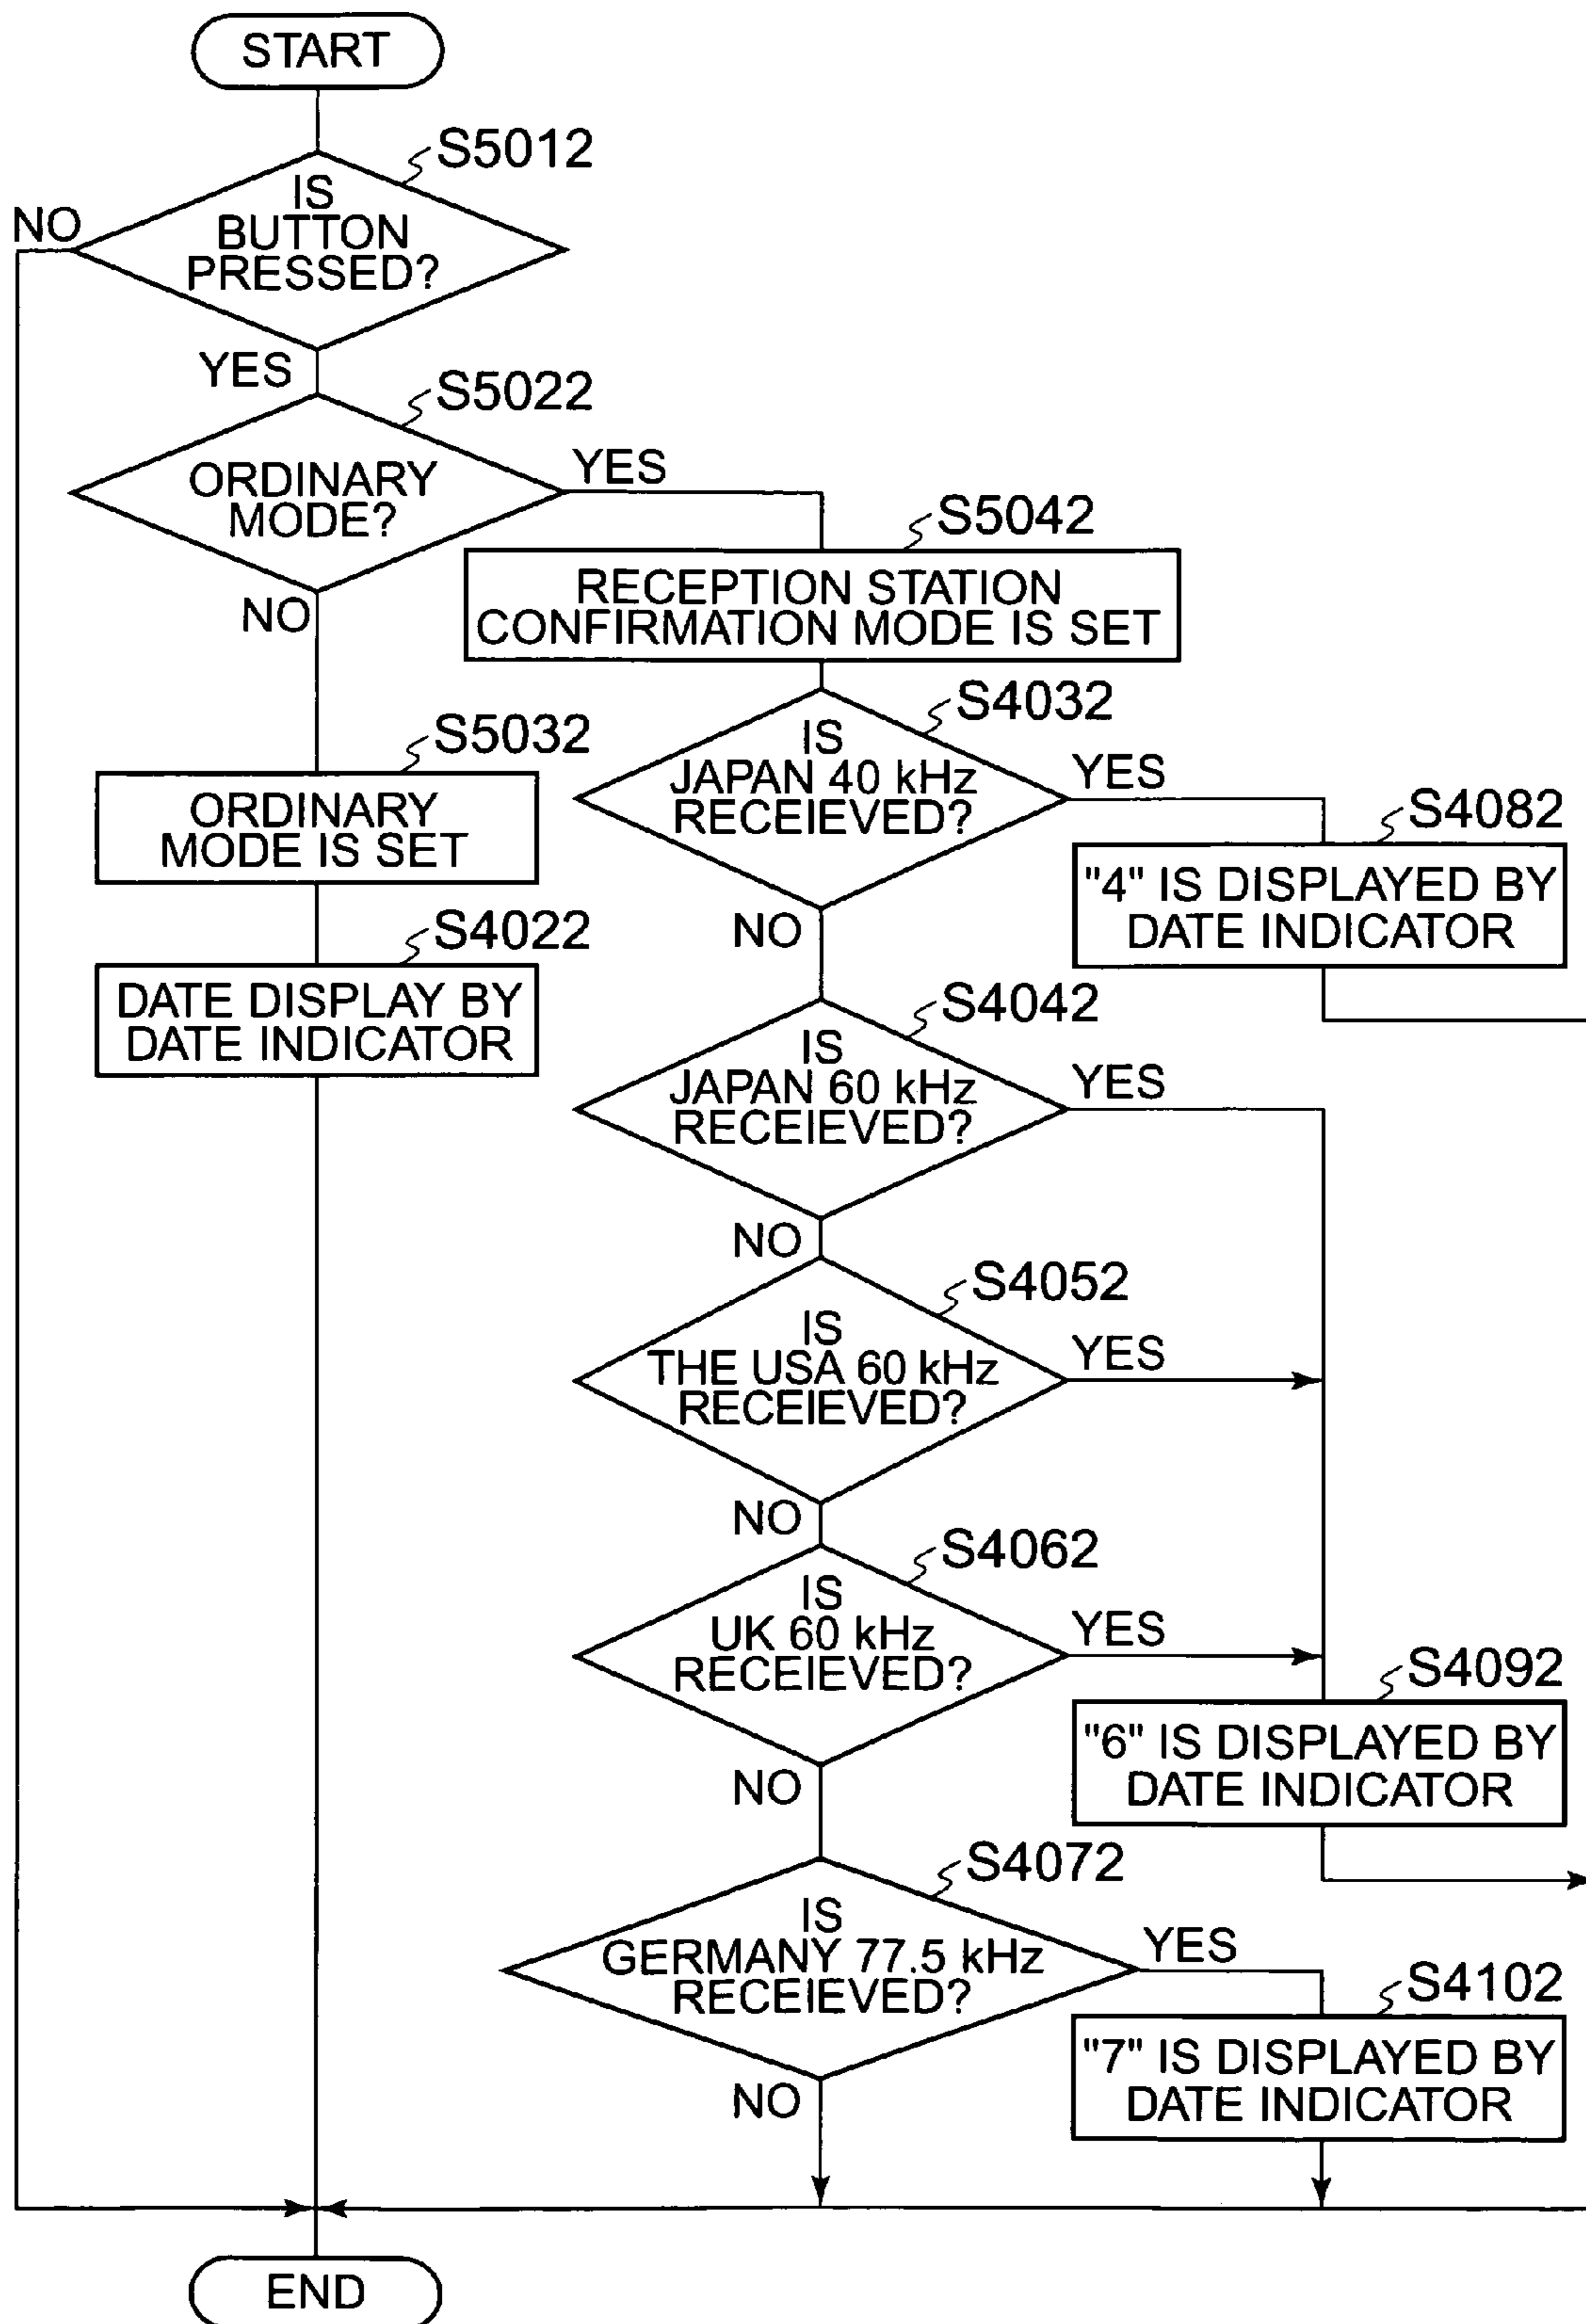 START
S5012
IS
BUTTON
PRESSED?
NO
YES
S5022
ORDINARY
MODE?
YES
NO
S5042
RECEPTION STATION
CONFIRMATION MODE IS SET
S5032
ORDINARY
MODE IS SET
S4022
DATE DISPLAY BY
DATE INDICATOR
S4032
IS
JAPAN 40 kHz
RECEIEVED?
YES
NO
S4082
"4" IS DISPLAYED BY
DATE INDICATOR
S4042
IS
JAPAN 60 kHz
RECEIEVED?
YES
NO
S4052
IS
THE USA 60 kHz
RECEIEVED?
YES
NO
S4062
IS
UK 60 kHz
RECEIEVED?
YES
NO
S4092
"6" IS DISPLAYED BY
DATE INDICATOR
S4072
IS
GERMANY 77.5 kHz
RECEIEVED?
YES
NO
S4102
"7" IS DISPLAYED BY
DATE INDICATOR
END